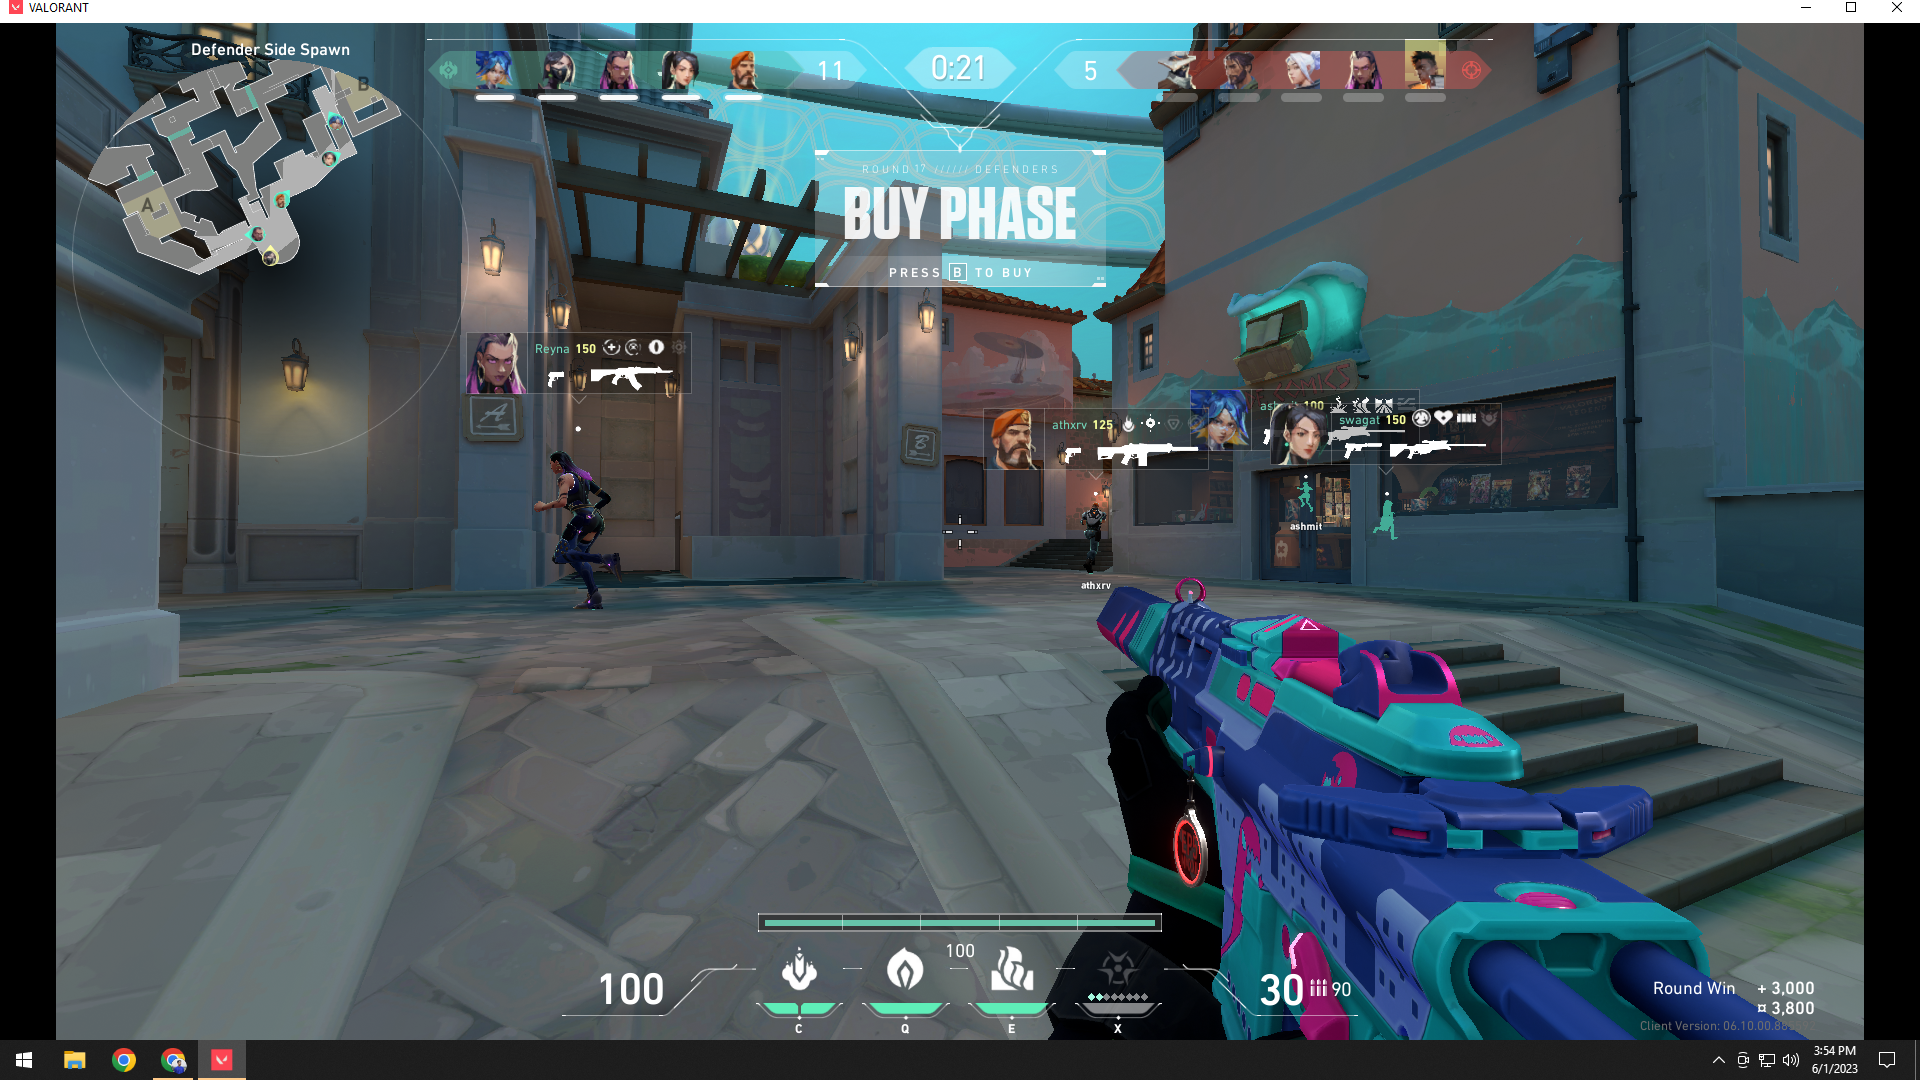 VALORANT
Defender Side Spawn
11
0:21
5
B
A
ROUND 17 ////// DEFENDERS
BUY PHASE
PRESS B TO BUY
Reyna 150
athxrv 125
100
swagat 150
A
B
ashmit
athxrv
100
100
30
90
C
Q
E
X
Round Win + 3,000
¤ 3,800
3:54 PM
6/1/2023